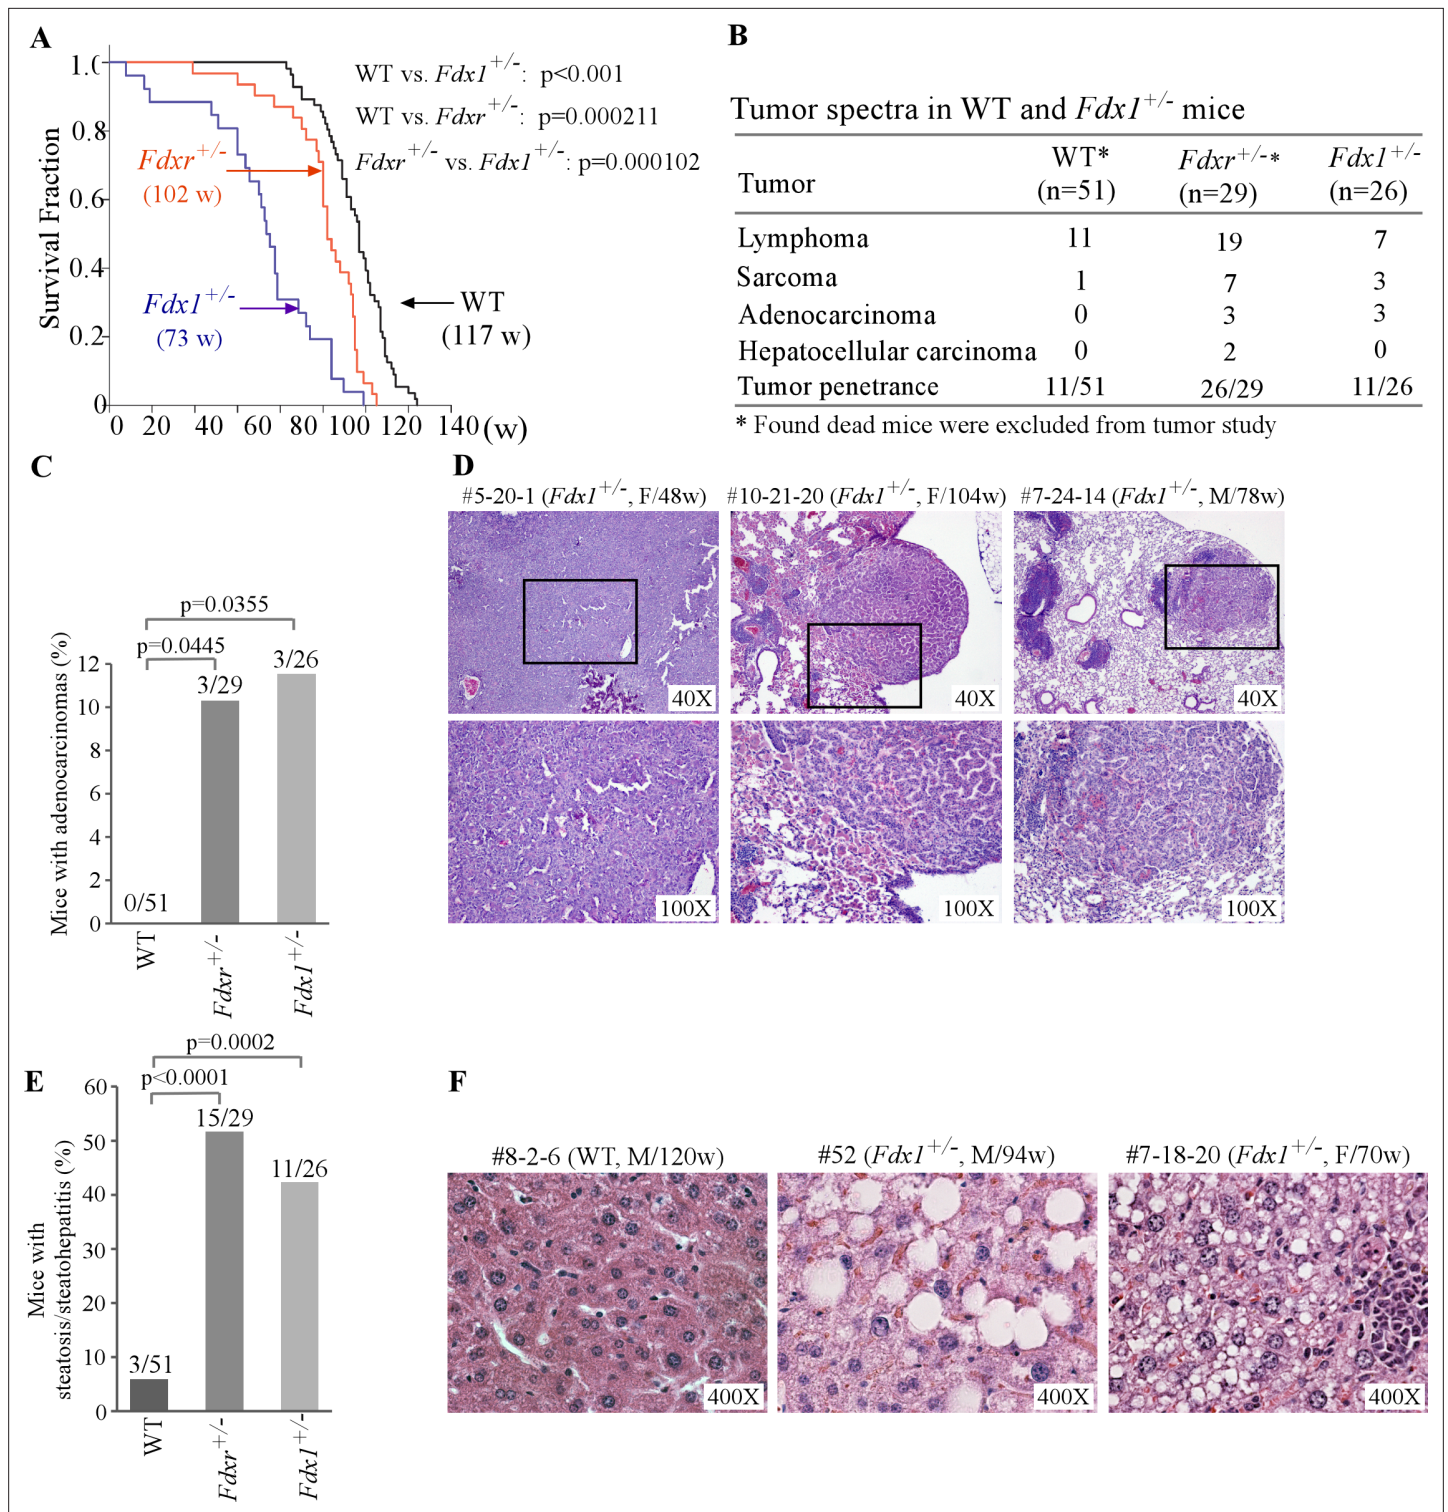 A
1.0
0.8
0.6
0.4
0.2
0
Survival Fraction
0 20 40 60 80 100 120 140 (w)
WT vs. Fdx1+/-: p<0.001
WT vs. Fdxr+/-: p=0.000211
Fdxr+/- vs. Fdx1+/-: p=0.000102
Fdxr+/-
(102 w)
Fdx1+/-
(73 w)
WT
(117 w)
B
Tumor spectra in WT and Fdx1+/- mice
Tumor WT* (n=51) Fdxr+/-* (n=29) Fdx1+/- (n=26)
Lymphoma 11 19 7
Sarcoma 1 7 3
Adenocarcinoma 0 3 3
Hepatocellular carcinoma 0 2 0
Tumor penetrance 11/51 26/29 11/26
* Found dead mice were excluded from tumor study
C
p=0.0355
p=0.0445
Mice with adenocarcinomas (%)
12
10
8
6
4
2
0
0/51
3/29
3/26
WT
Fdxr+/-
Fdx1+/-
D
#5-20-1 (Fdx1+/-, F/48w)
#10-21-20 (Fdx1+/-, F/104w)
#7-24-14 (Fdx1+/-, M/78w)
40X
40X
40X
100X
100X
100X
E
p=0.0002
p<0.0001
Mice with
steatosis/steatohepatitis (%)
60
50
40
30
20
10
0
3/51
15/29
11/26
WT
Fdxr+/-
Fdx1+/-
F
#8-2-6 (WT, M/120w)
#52 (Fdx1+/-, M/94w)
#7-18-20 (Fdx1+/-, F/70w)
400X
400X
400X